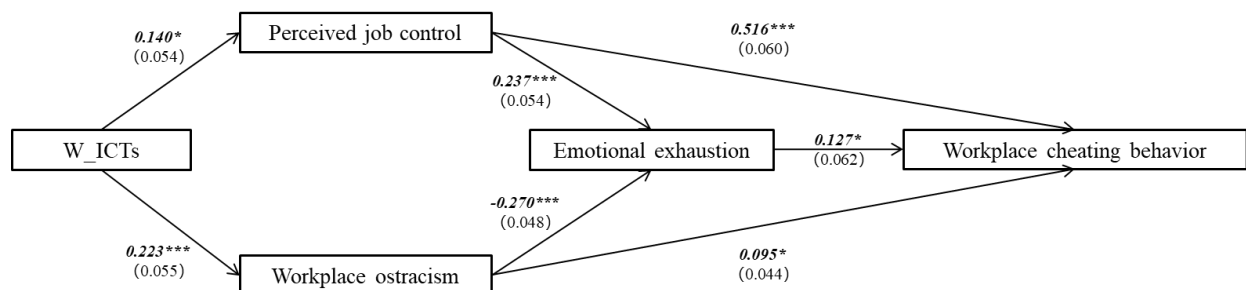 0.140*
(0.054)
Perceived job control
0.516***
(0.060)
0.237***
(0.054)
W_ICTs
Emotional exhaustion
0.127*
(0.062)
Workplace cheating behavior
-0.270***
(0.048)
0.223***
(0.055)
Workplace ostracism
0.095*
(0.044)